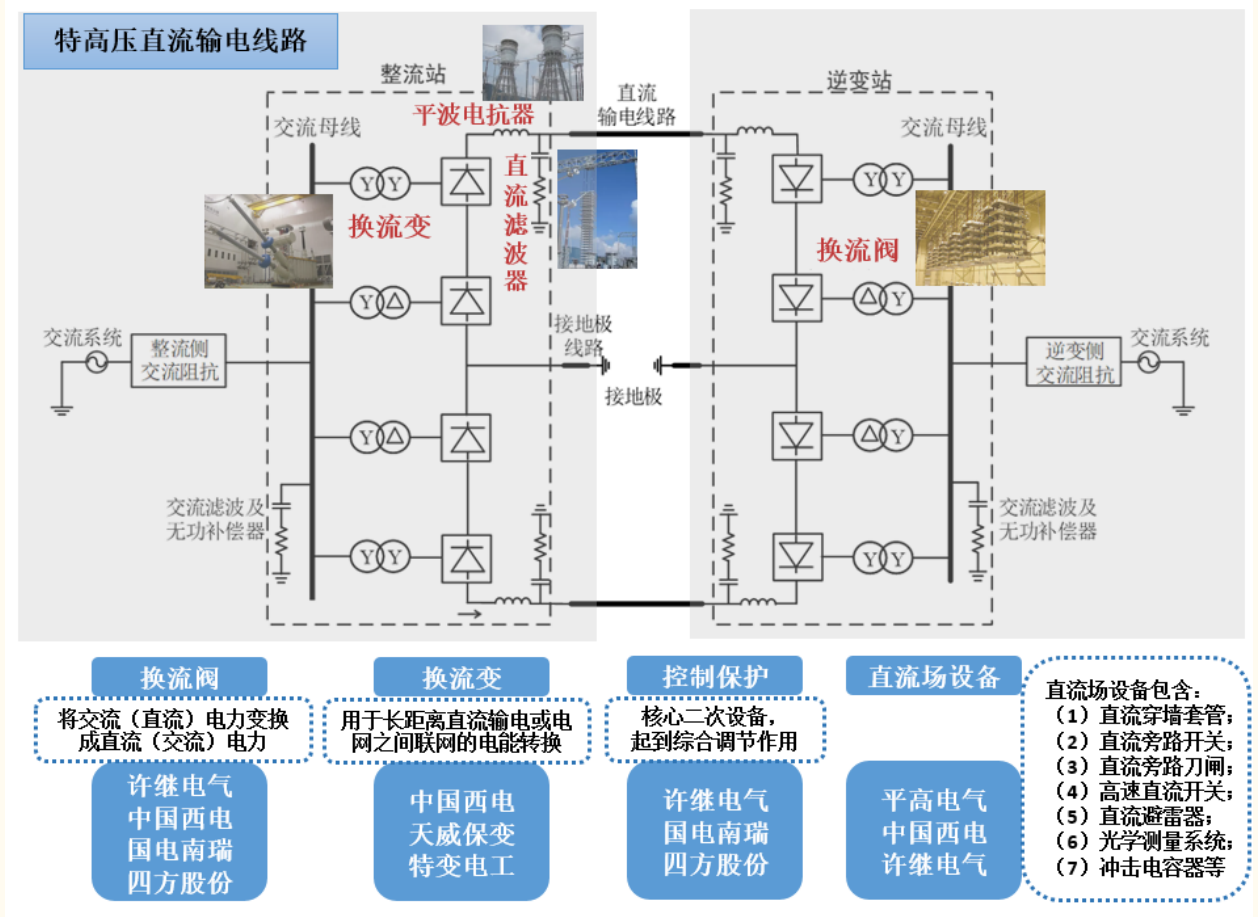 特高压直流输电线路
整流站
逆变站
平波电抗器
直流
输电线路
交流母线
交流母线
直流滤波器
Y Y
Y Y
换流变
换流阀
Y △
△ Y
接地极
线路
接地极
交流系统
整流侧
交流阻抗
逆变侧
交流阻抗
交流系统
Y △
△ Y
交流滤波及
无功补偿器
交流滤波及
无功补偿器
Y Y
Y Y
换流阀
将交流（直流）电力变换
成直流（交流）电力
许继电气
中国西电
国电南瑞
四方股份
换流变
用于长距离直流输电或电
网之间联网的电能转换
中国西电
天威保变
特变电工
控制保护
核心二次设备，
起到综合调节作用
许继电气
国电南瑞
四方股份
直流场设备
平高电气
中国西电
许继电气
直流场设备包含：
（1）直流穿墙套管；
（2）直流旁路开关；
（3）直流旁路刀闸；
（4）高速直流开关；
（5）直流避雷器；
（6）光学测量系统；
（7）冲击电容器等